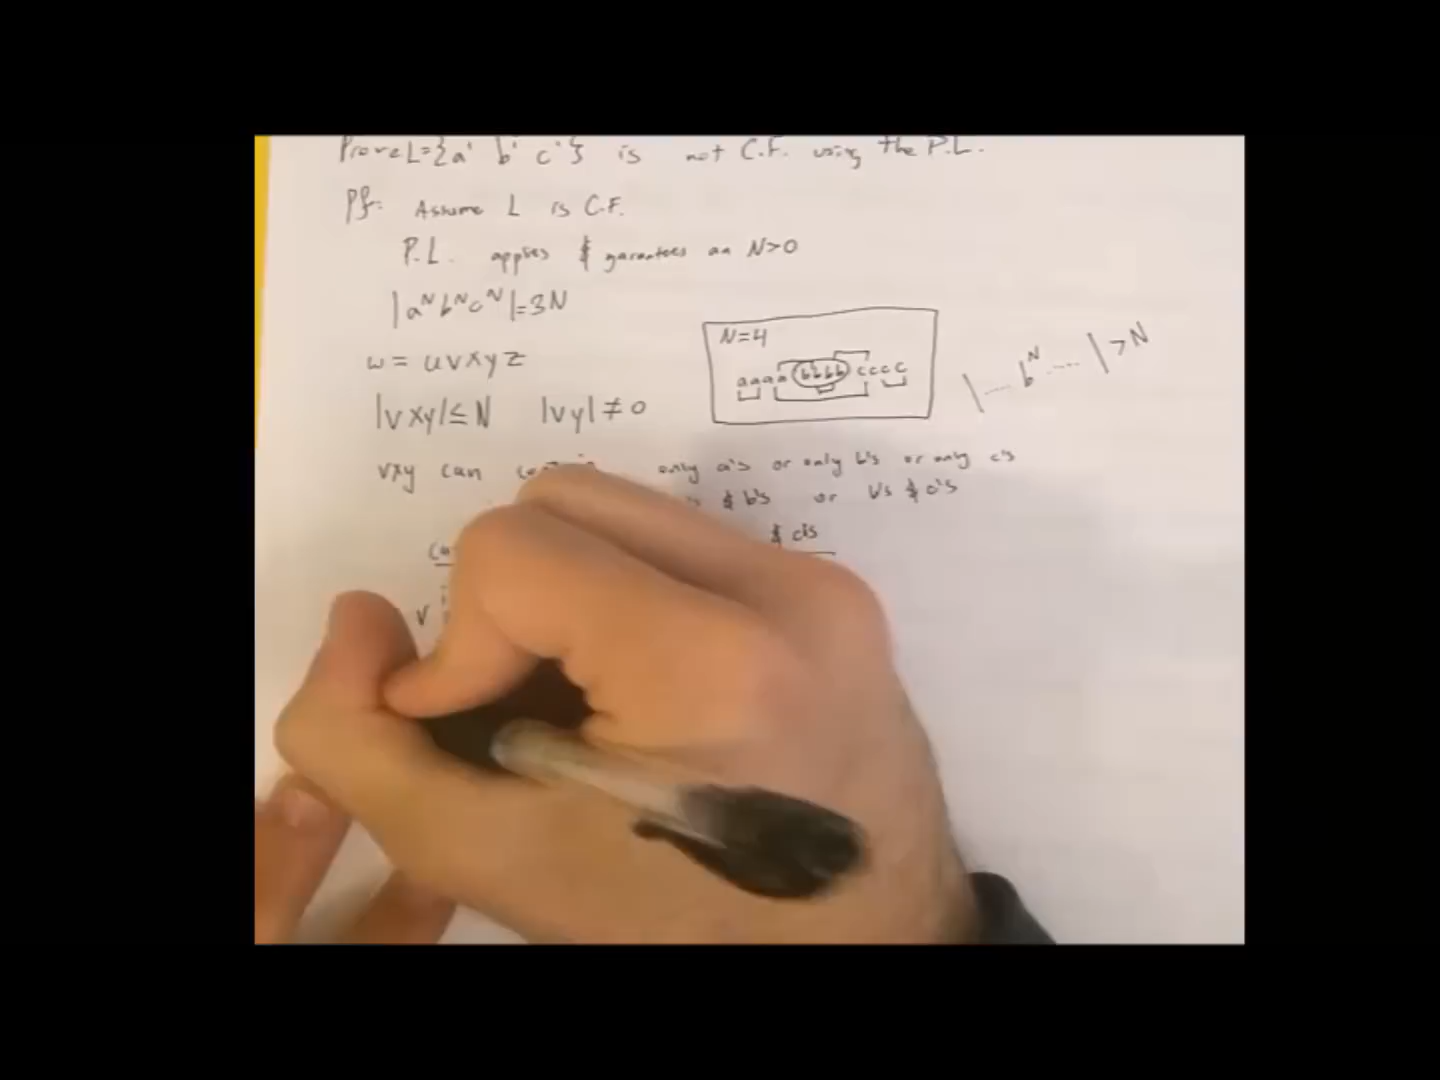 Prove L={aⁱ bⁱ cⁱ} is not C.F. using the P.L.
Pf: Assume L is C.F.
P.L. applies & garantees an N>0
|aᴺbᴺcᴺ|=3N
w = uvxyz
|vxy|≤N |vy|≠0
N=4
aaaa bbbb cccc
|... bᴺ ....| >N
vxy can only a's or only b's or only c's
& b's or b's & c's
& c's
v